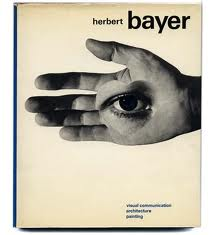 herbert bayer
visual communication
architecture
painting